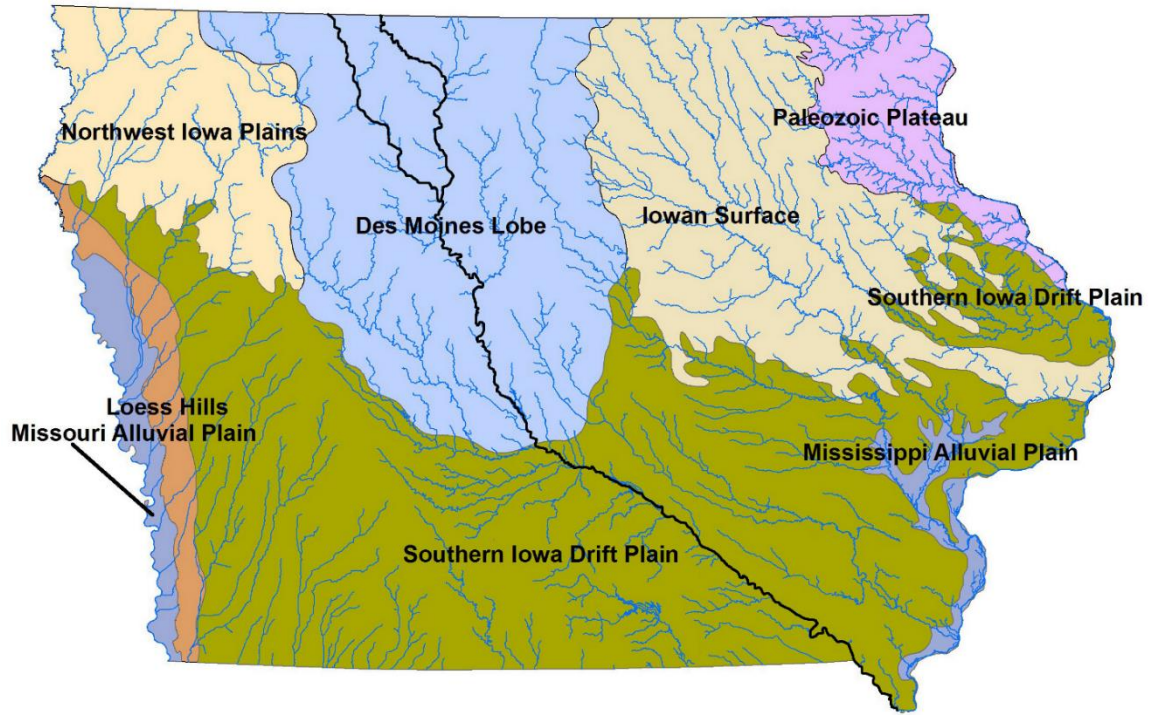 Paleozoic Plateau
Northwest Iowa Plains
Iowan Surface
Des Moines Lobe
Southern Iowa Drift Plain
Loess Hills
Missouri Alluvial Plain
Mississippi Alluvial Plain
Southern Iowa Drift Plain